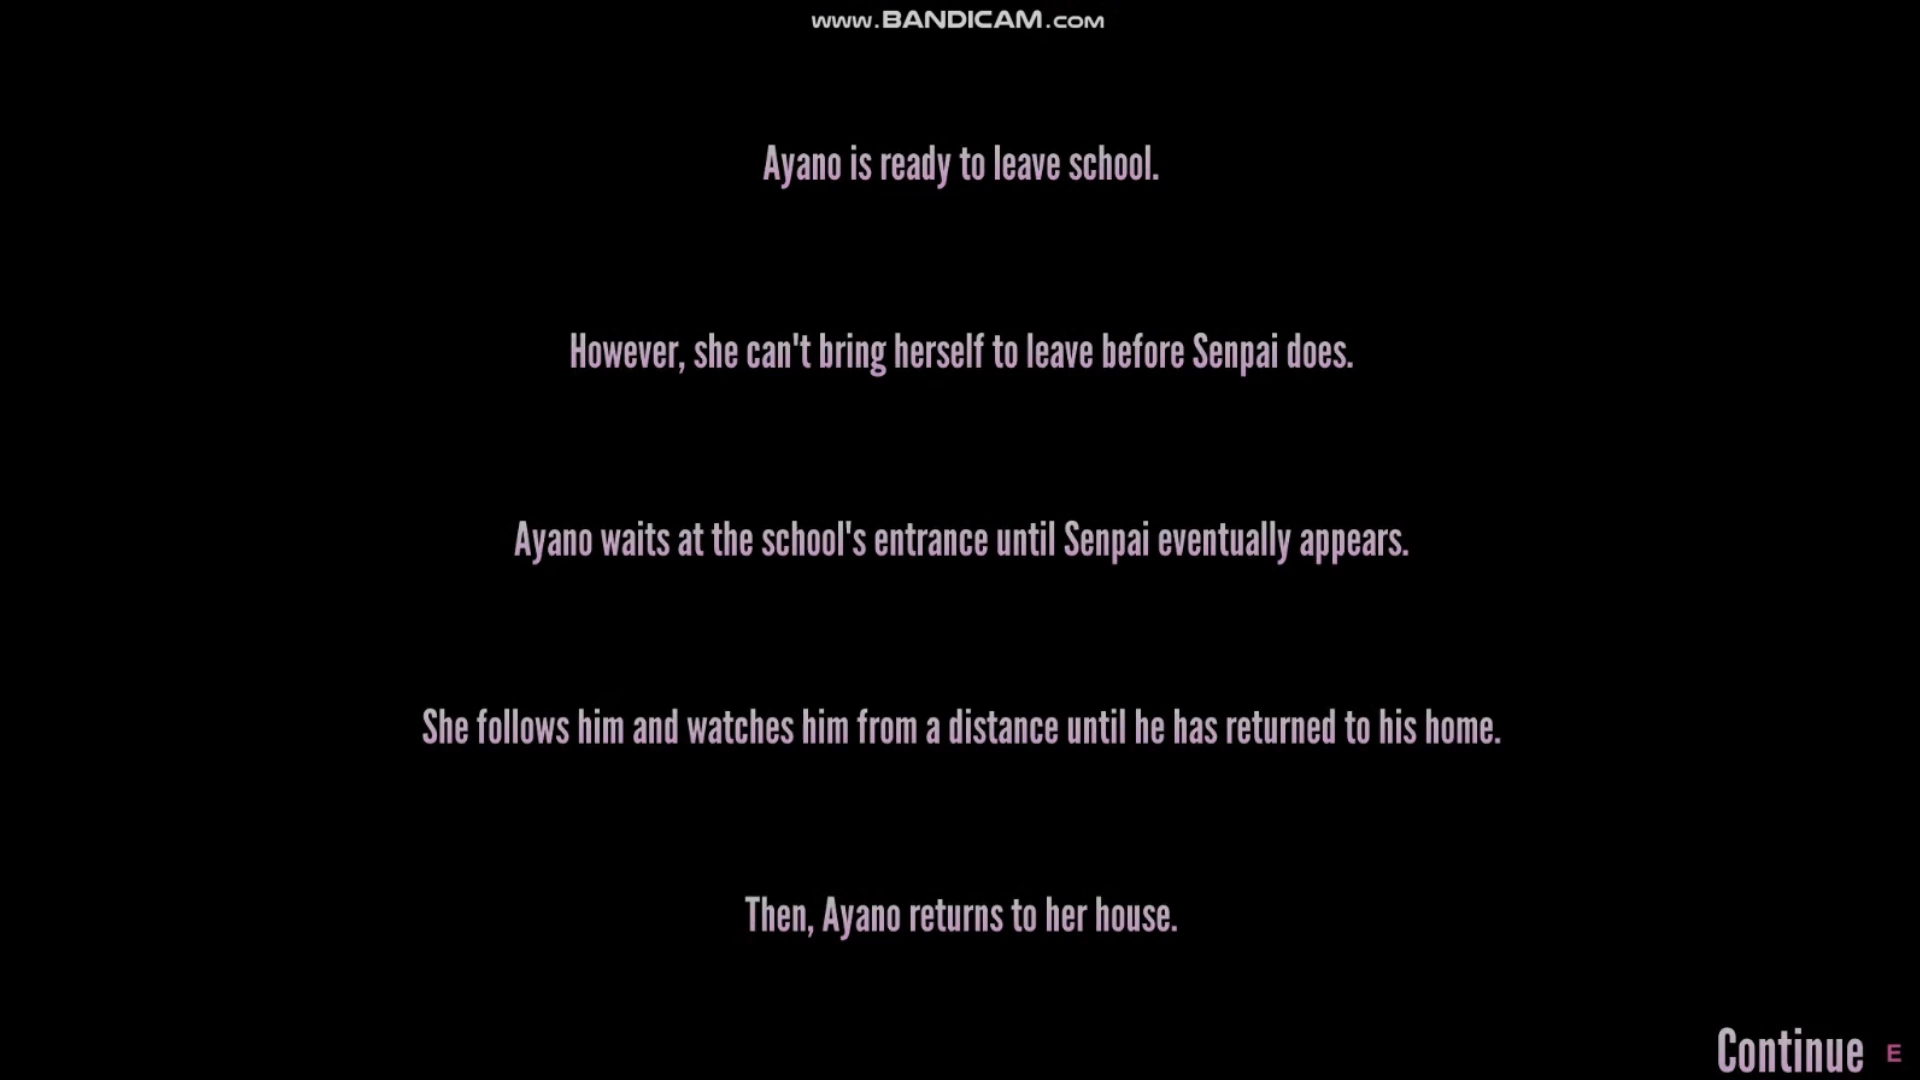 www.BANDICAM.com
Ayano is ready to leave school.
However, she can't bring herself to leave before Senpai does.
Ayano waits at the school's entrance until Senpai eventually appears.
She follows him and watches him from a distance until he has returned to his home.
Then, Ayano returns to her house.
Continue E